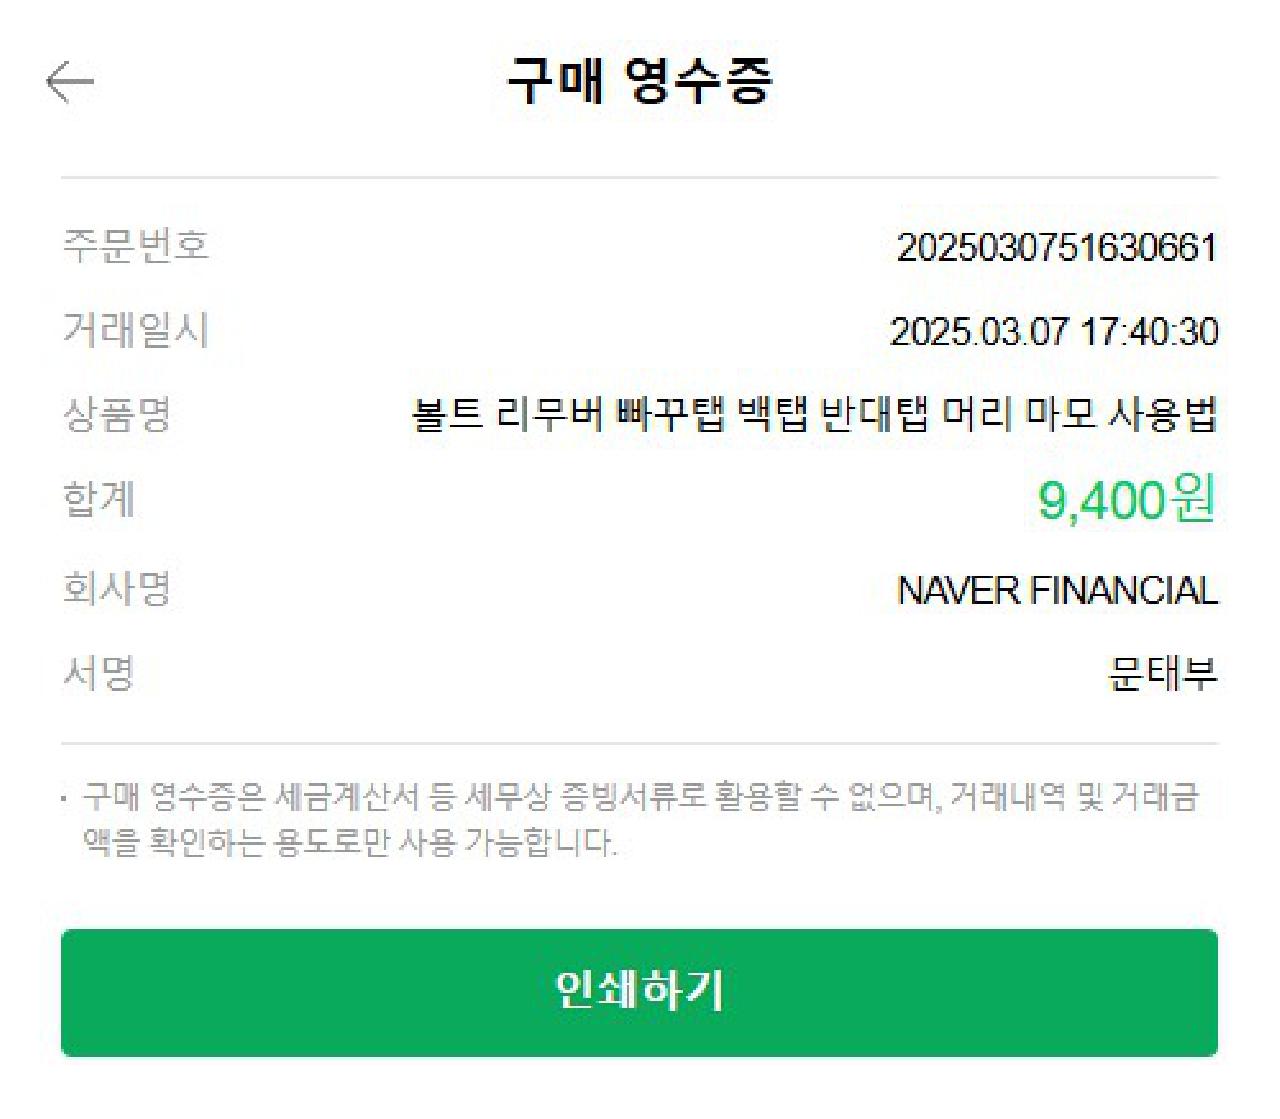 구매 영수증
주문번호 2025030751630661
거래일시 2025.03.07 17:40:30
상품명 볼트 리무버 빠꾸탭 백탭 반대탭 머리 마모 사용법
합계 9,400원
회사명 NAVER FINANCIAL
서명 문태부
· 구매 영수증은 세금계산서 등 세무상 증빙서류로 활용할 수 없으며, 거래내역 및 거래금
액을 확인하는 용도로만 사용 가능합니다.
인쇄하기